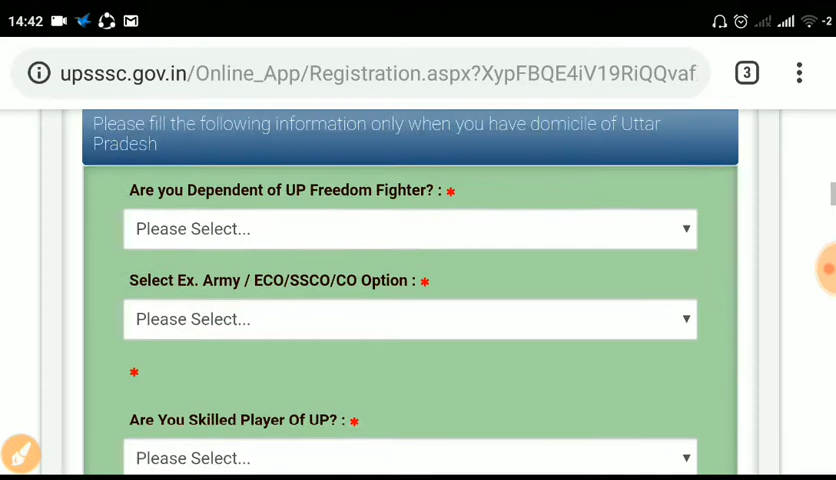 14:42
-2
upsssc.gov.in/Online_App/Registration.aspx?XypFBQE4iV19RiQQvaf
3
Please fill the following information only when you have domicile of Uttar
Pradesh
Are you Dependent of UP Freedom Fighter? : *
Please Select...
Select Ex. Army / ECO/SSCO/CO Option : *
Please Select...
*
Are You Skilled Player Of UP? : *
Please Select...